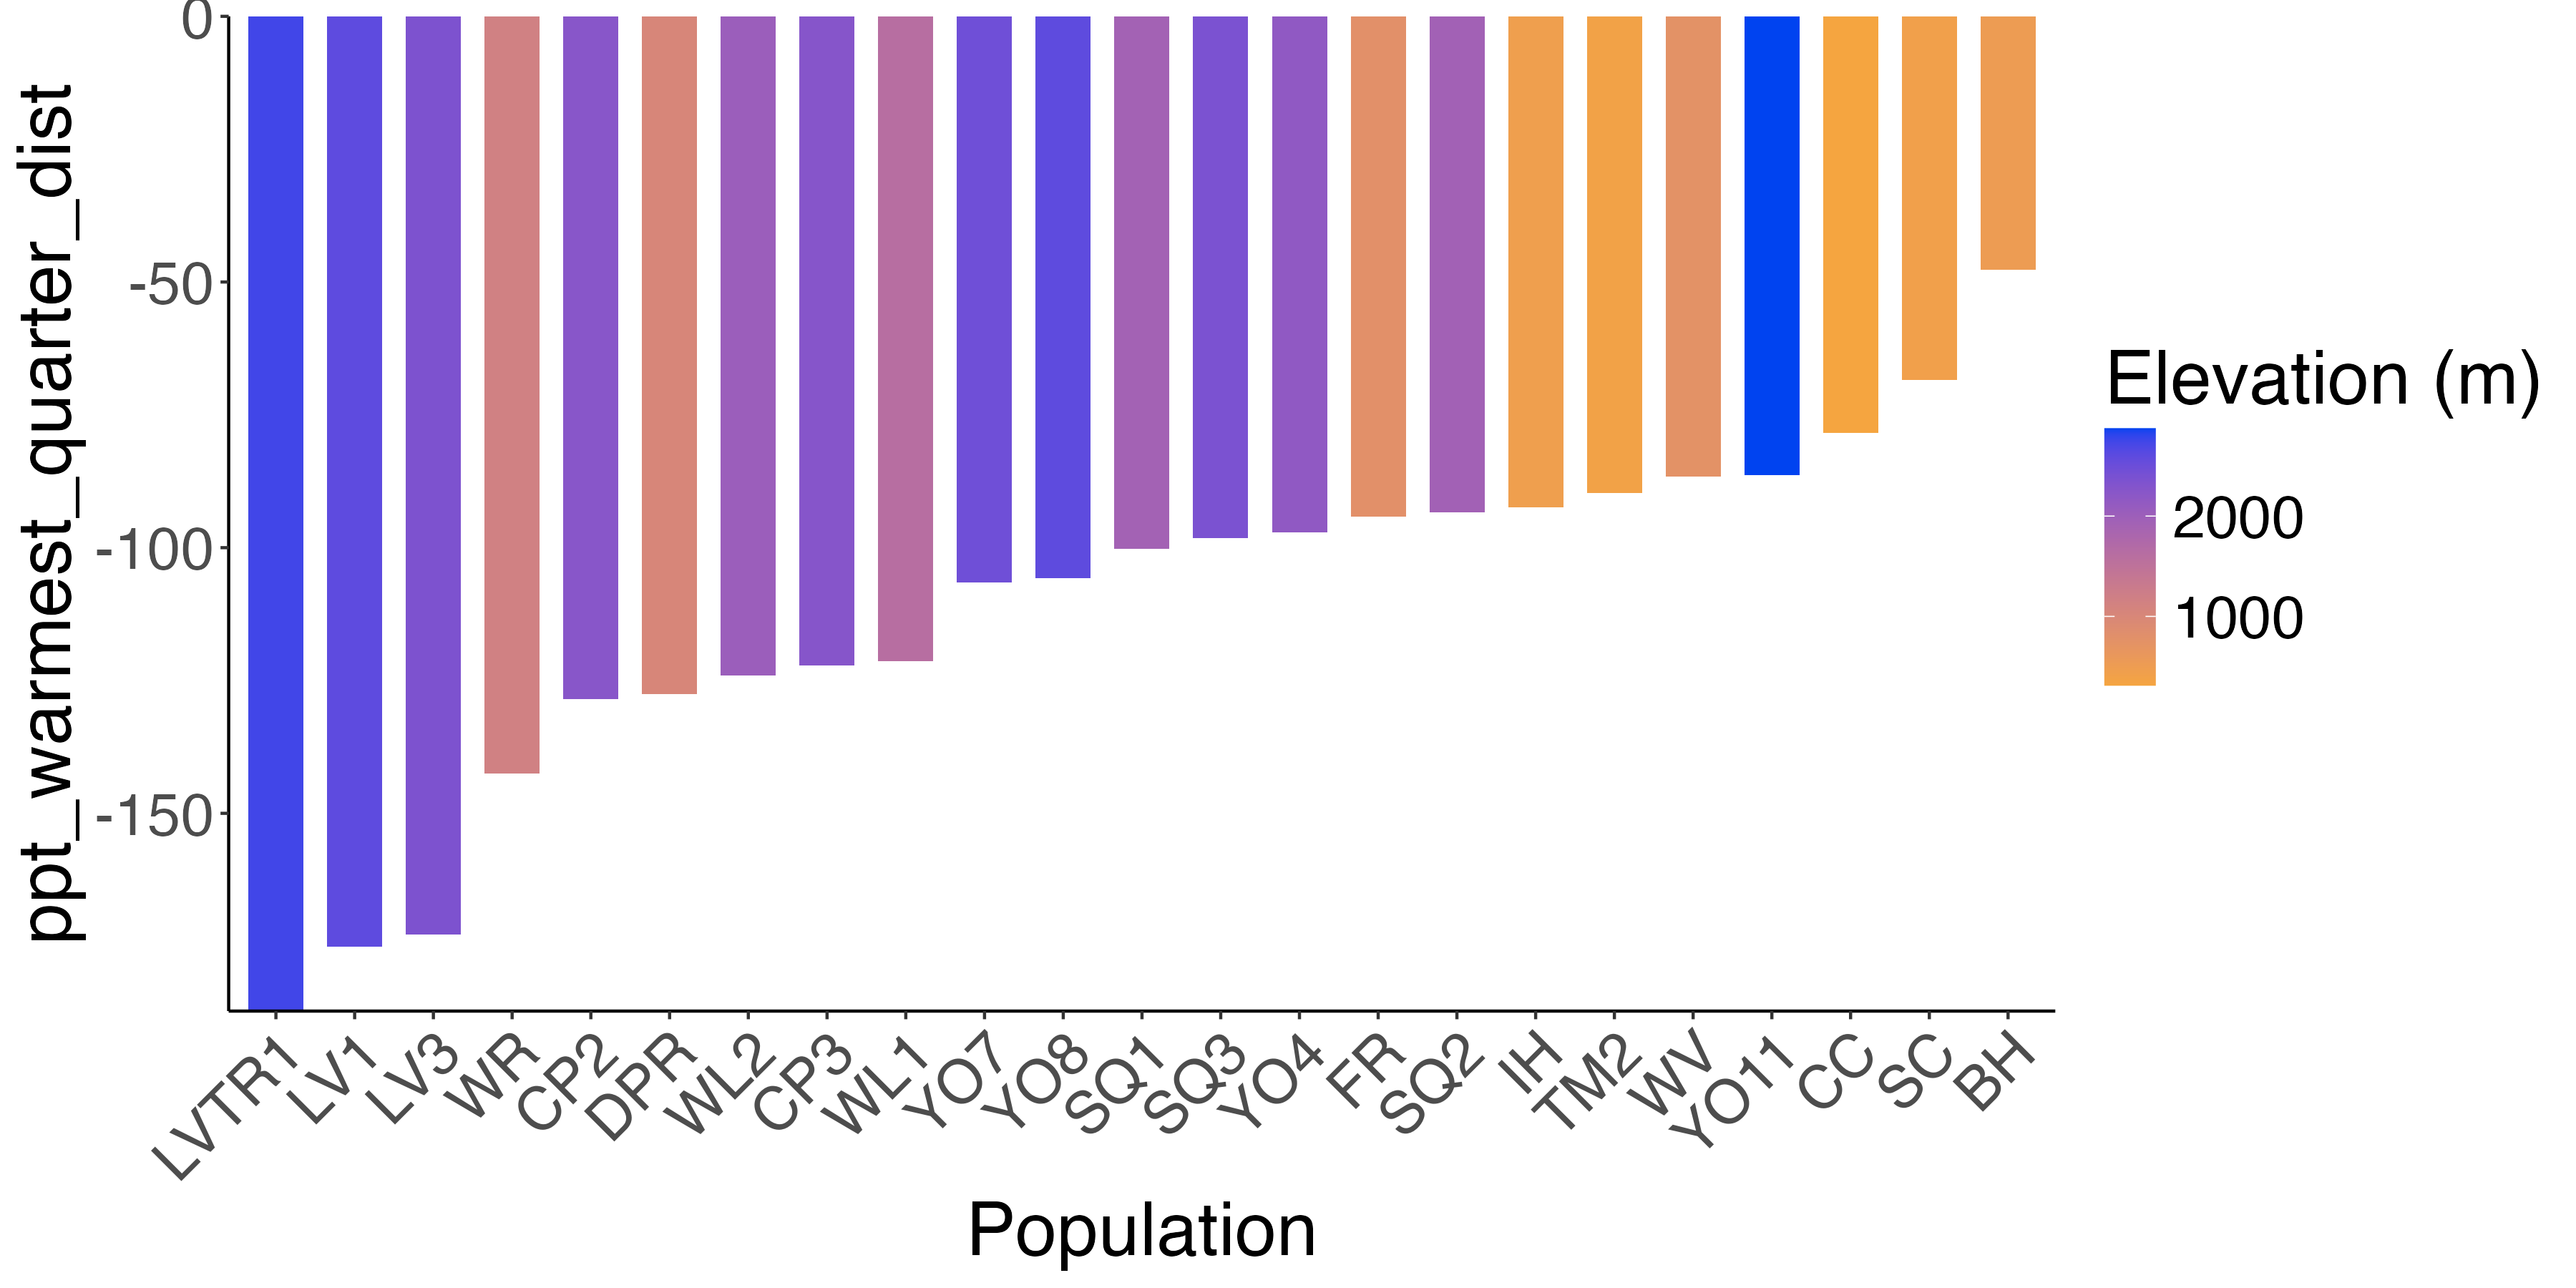 ppt_warmest_quarter_dist
0
-50
-100
-150
LVTR1
LV1
LV3
WR
CP2
DPR
WL2
CP3
WL1
YO7
YO8
SQ1
SQ3
YO4
FR
SQ2
IH
TM2
WV
YO11
CC
SC
BH
Population
Elevation (m)
2000
1000